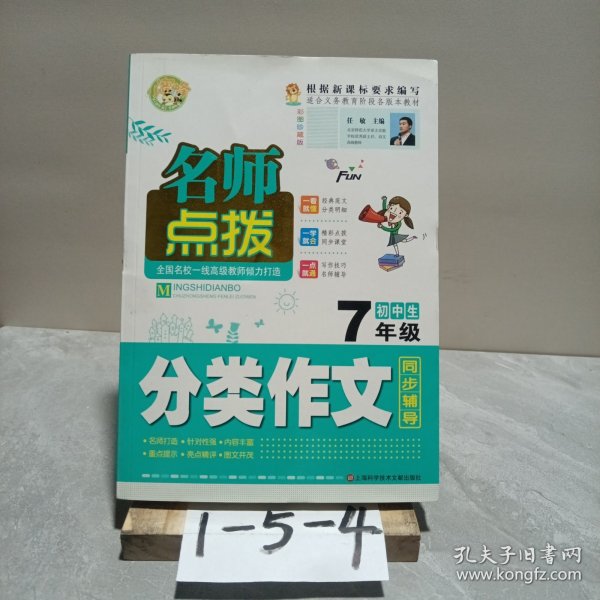 根据新课标要求编写
适合义务教育阶段各版本教材
彩图珍藏版
任敏 主编
FUN
名师
点拨
一看就懂 经典范文 分类明细
一学就会 精彩点拨 同步课堂
一点就通 写作技巧 名师辅导
全国名校一线高级教师倾力打造
MINGSHIDIANBO
CHUZHONGSHENG FENLEI ZUOWEN
7年级
初中生
分类作文
同步辅导
·名师打造 ·针对性强 ·内容丰富
·重点提示 ·亮点精评 ·图文并茂
上海科学技术文献出版社
1-5-4
孔夫子旧书网
www.kongfz.com